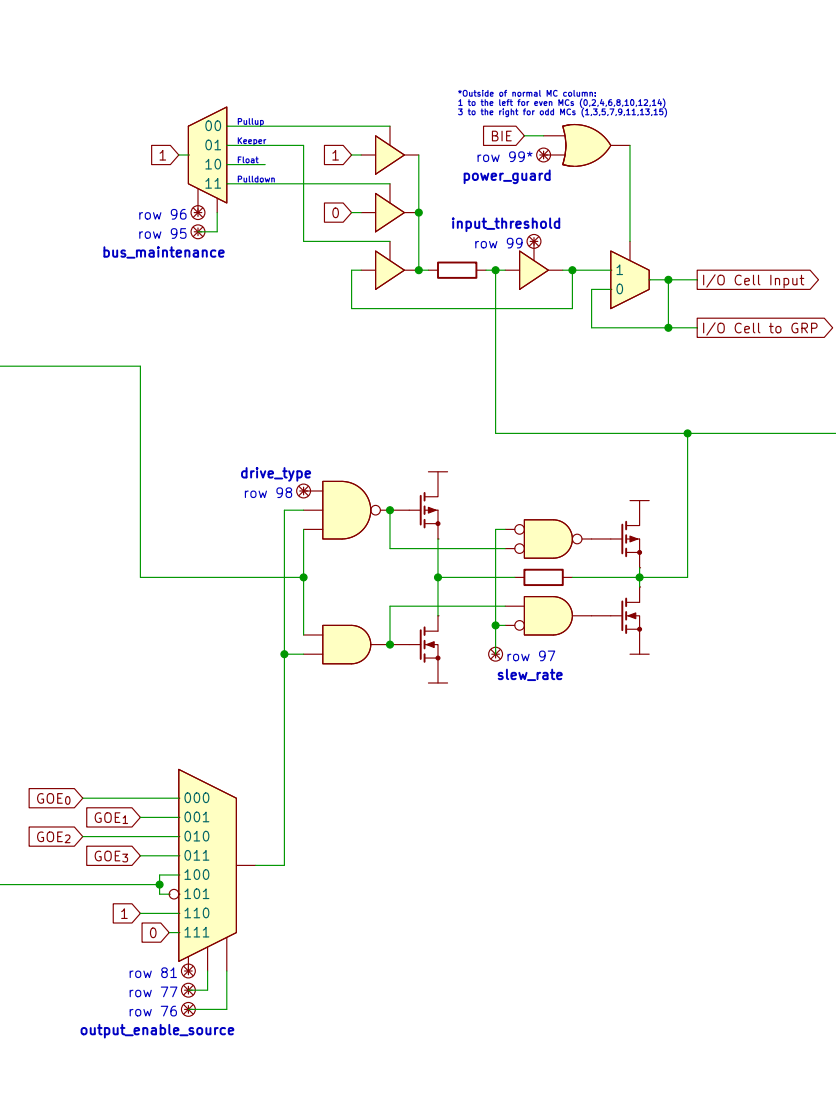 *Outside of normal MC column:
1 to the left for even MCs (0,2,4,6,8,10,12,14)
3 to the right for odd MCs (1,3,5,7,9,11,13,15)
00
Pullup
01
Keeper
10
Float
11
Pulldown
1
1
0
row 96
row 95
bus_maintenance
BIE
row 99*
power_guard
input_threshold
row 99
1
0
I/O Cell Input
I/O Cell to GRP
drive_type
row 98
row 97
slew_rate
GOE0
000
GOE1
001
GOE2
010
GOE3
011
100
101
1
110
0
111
row 81
row 77
row 76
output_enable_source